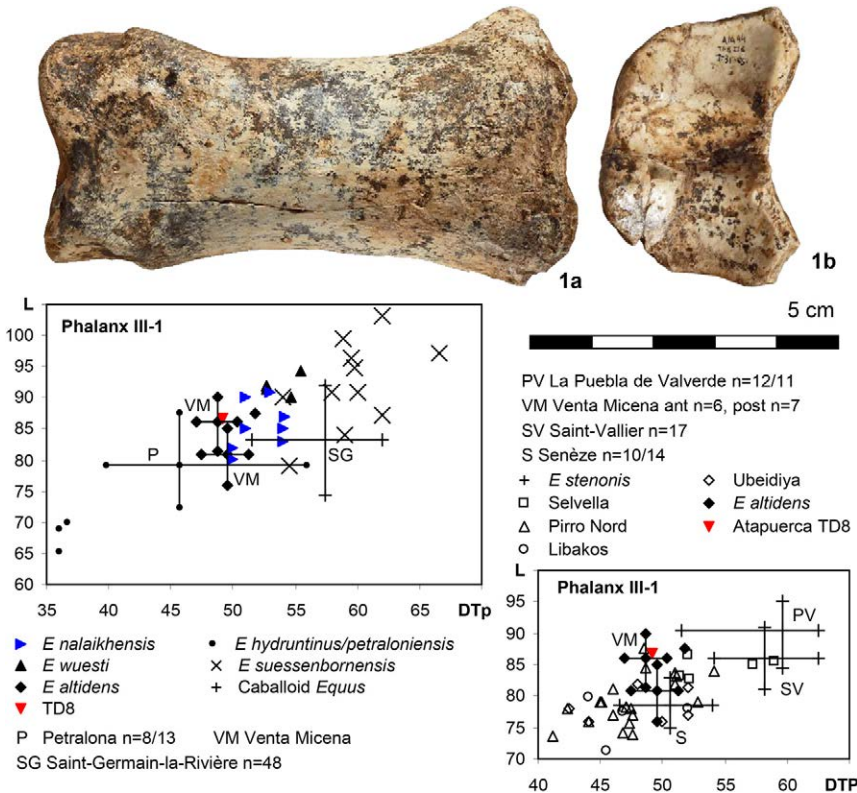 1a
1b
5 cm
L
Phalanx III-1
100
95
90
85
80
75
70
65
60
35
40
45
50
55
60
65
DTp
VM
P
VM
SG
E nalaikhensis
E hydruntinus/petraloniensis
E wuesti
E suessenbornensis
E altidens
Caballoid Equus
TD8
P Petralona n=8/13
VM Venta Micena
SG Saint-Germain-la-Rivière n=48
PV La Puebla de Valverde n=12/11
VM Venta Micena ant n=6, post n=7
SV Saint-Vallier n=17
S Senèze n=10/14
E stenonis
Ubeidiya
Selvella
E altidens
Pirro Nord
Atapuerca TD8
Libakos
L
Phalanx III-1
95
90
85
80
75
70
40
45
50
55
60
DTP
VM
PV
SV
S